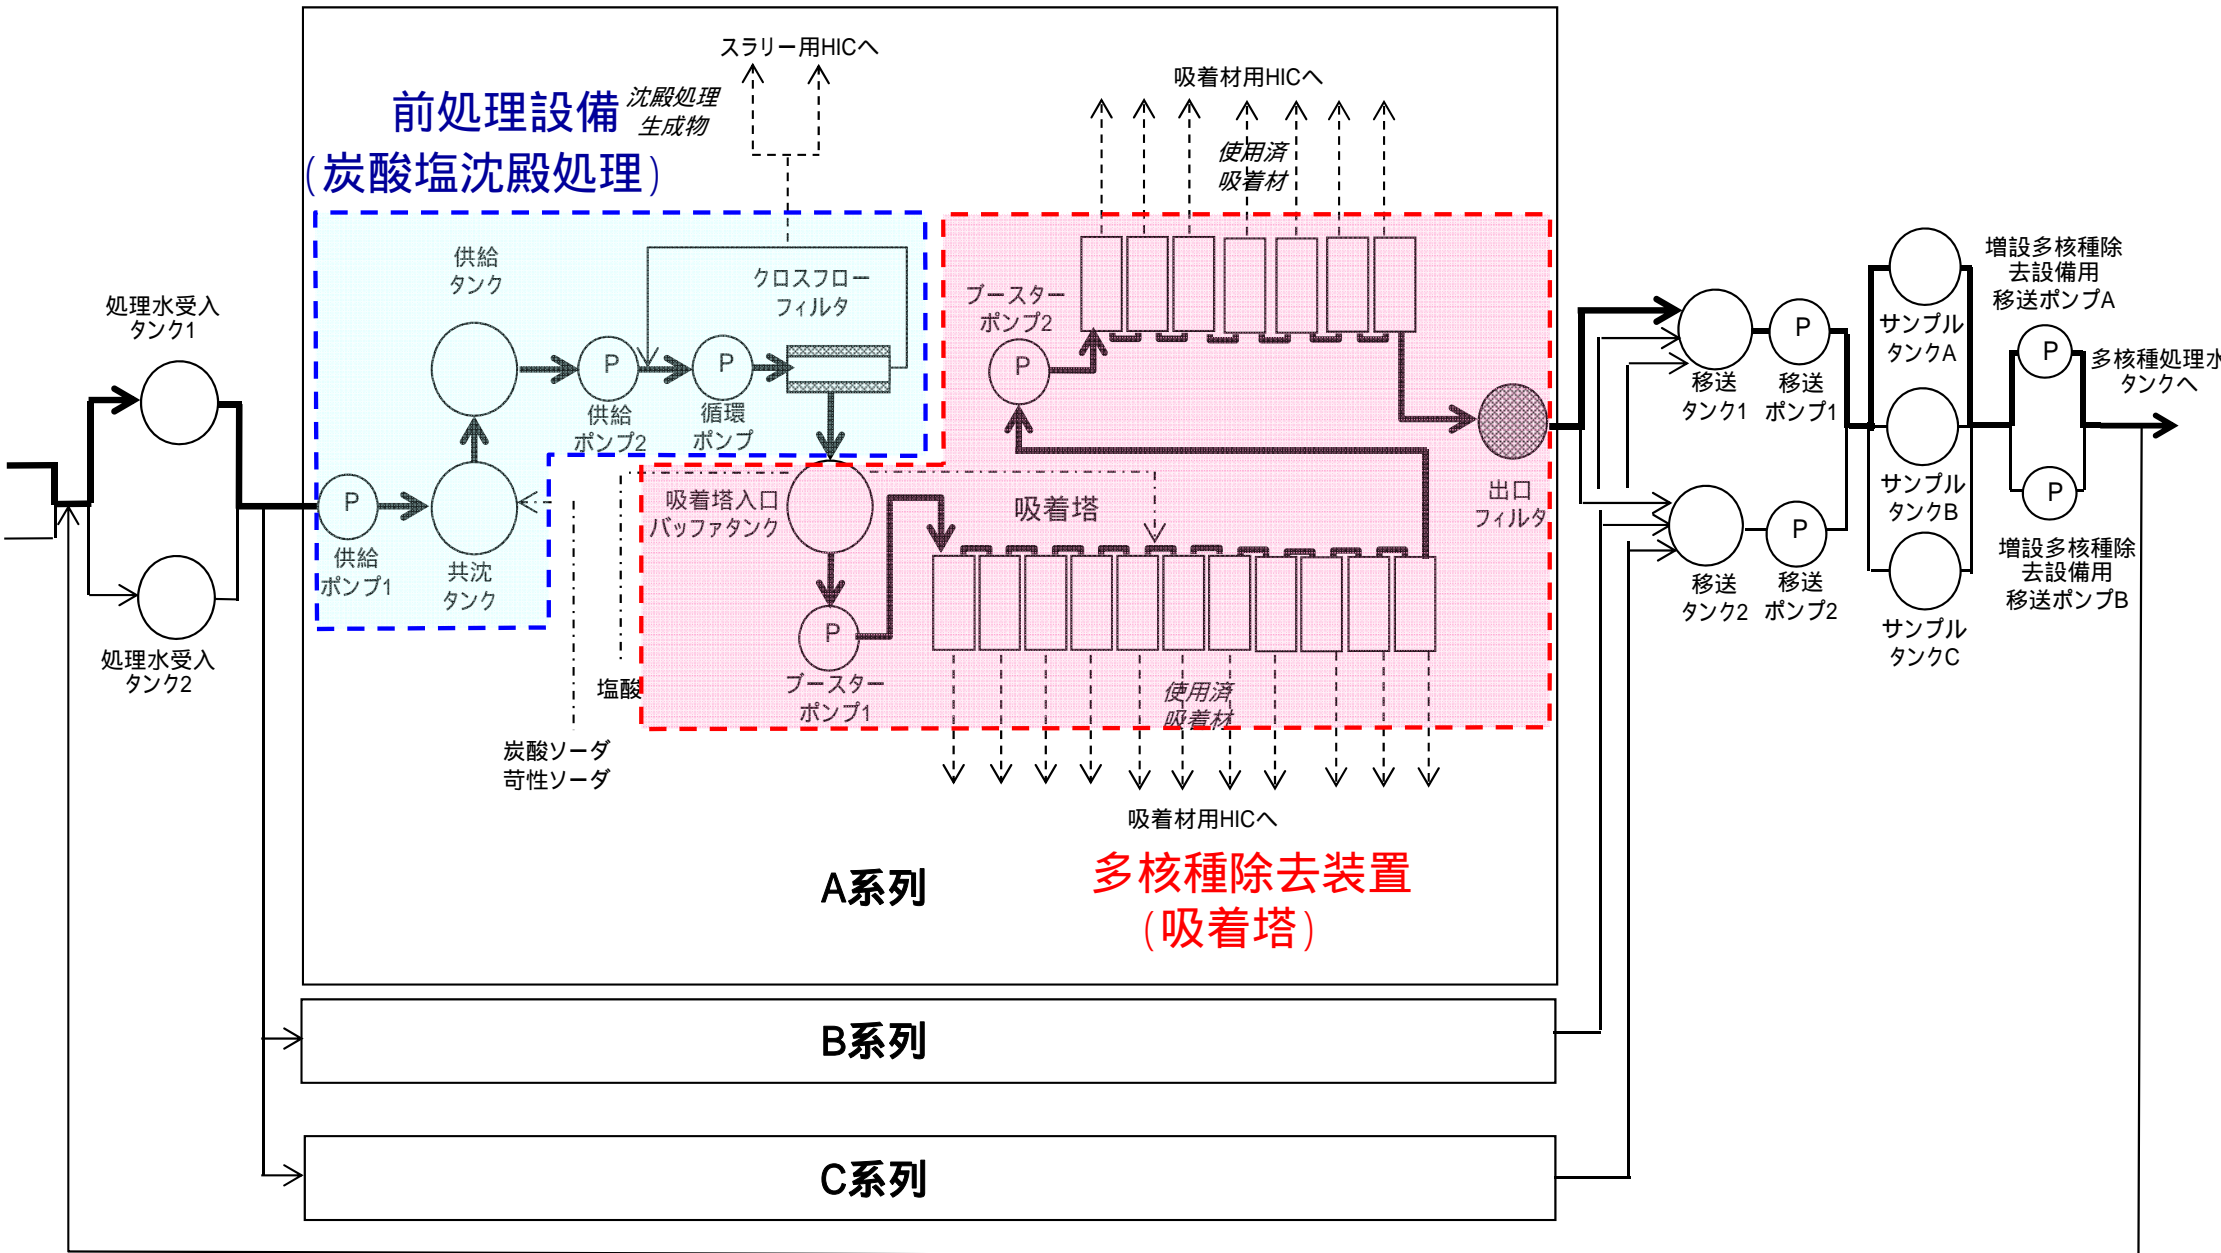 スラリー用HICへ
吸着材用HICへ
前処理設備
(炭酸塩沈殿処理)
沈殿処理
生成物
使用済
吸着材
供給
タンク
クロスフロー
フィルタ
ブースター
ポンプ2
処理水受入
タンク1
P
供給
ポンプ2
P
循環
ポンプ
P
P
供給
ポンプ1
共沈
タンク
吸着塔入口
バッファタンク
吸着塔
出口
フィルタ
P
ブースター
ポンプ1
使用済
吸着材
処理水受入
タンク2
塩酸
炭酸ソーダ
苛性ソーダ
吸着材用HICへ
多核種除去装置
(吸着塔)
A系列
B系列
C系列
移送
タンク1
P
移送
ポンプ1
移送
タンク2
P
移送
ポンプ2
サンプル
タンクA
サンプル
タンクB
サンプル
タンクC
増設多核種除
去設備用
移送ポンプA
P
多核種処理水
タンクへ
P
増設多核種除
去設備用
移送ポンプB